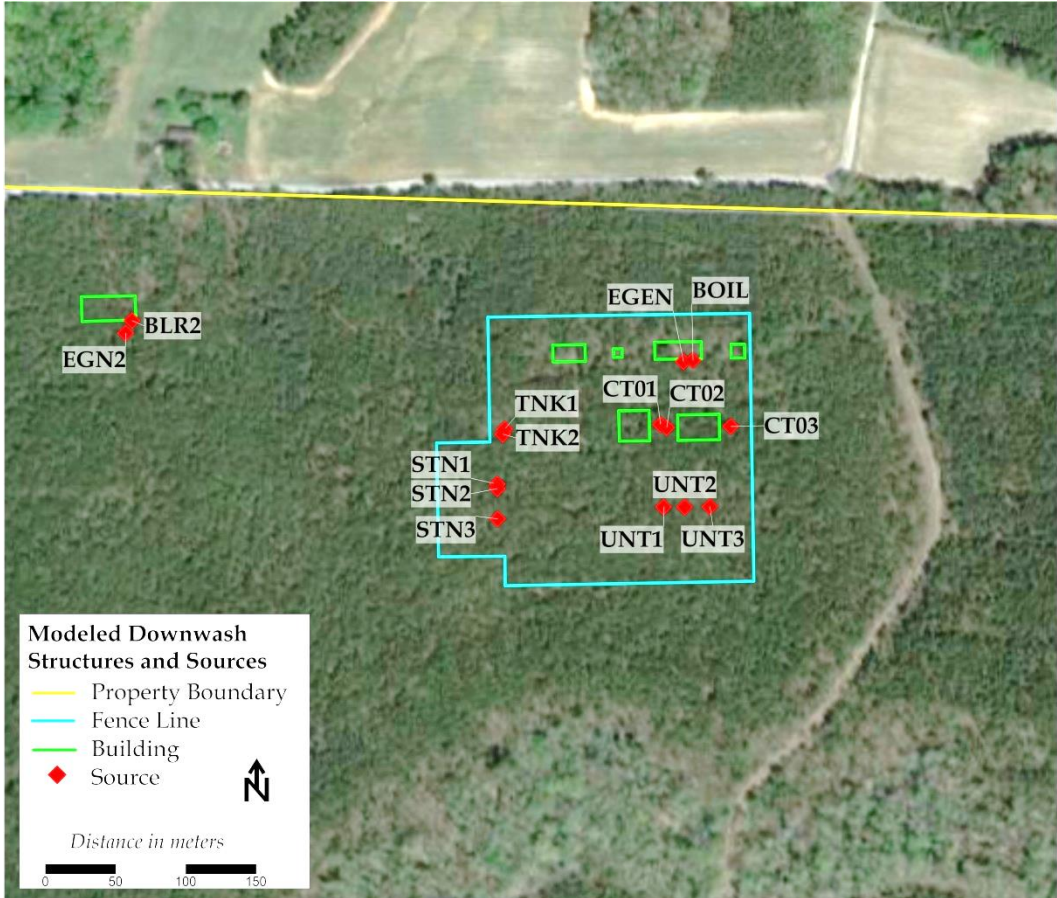 EGEN
BOIL
BLR2
EGN2
CT01
CT02
CT03
TNK1
TNK2
STN1
STN2
STN3
UNT2
UNT1
UNT3
Modeled Downwash
Structures and Sources
Property Boundary
Fence Line
Building
Source
N
Distance in meters
0 50 100 150